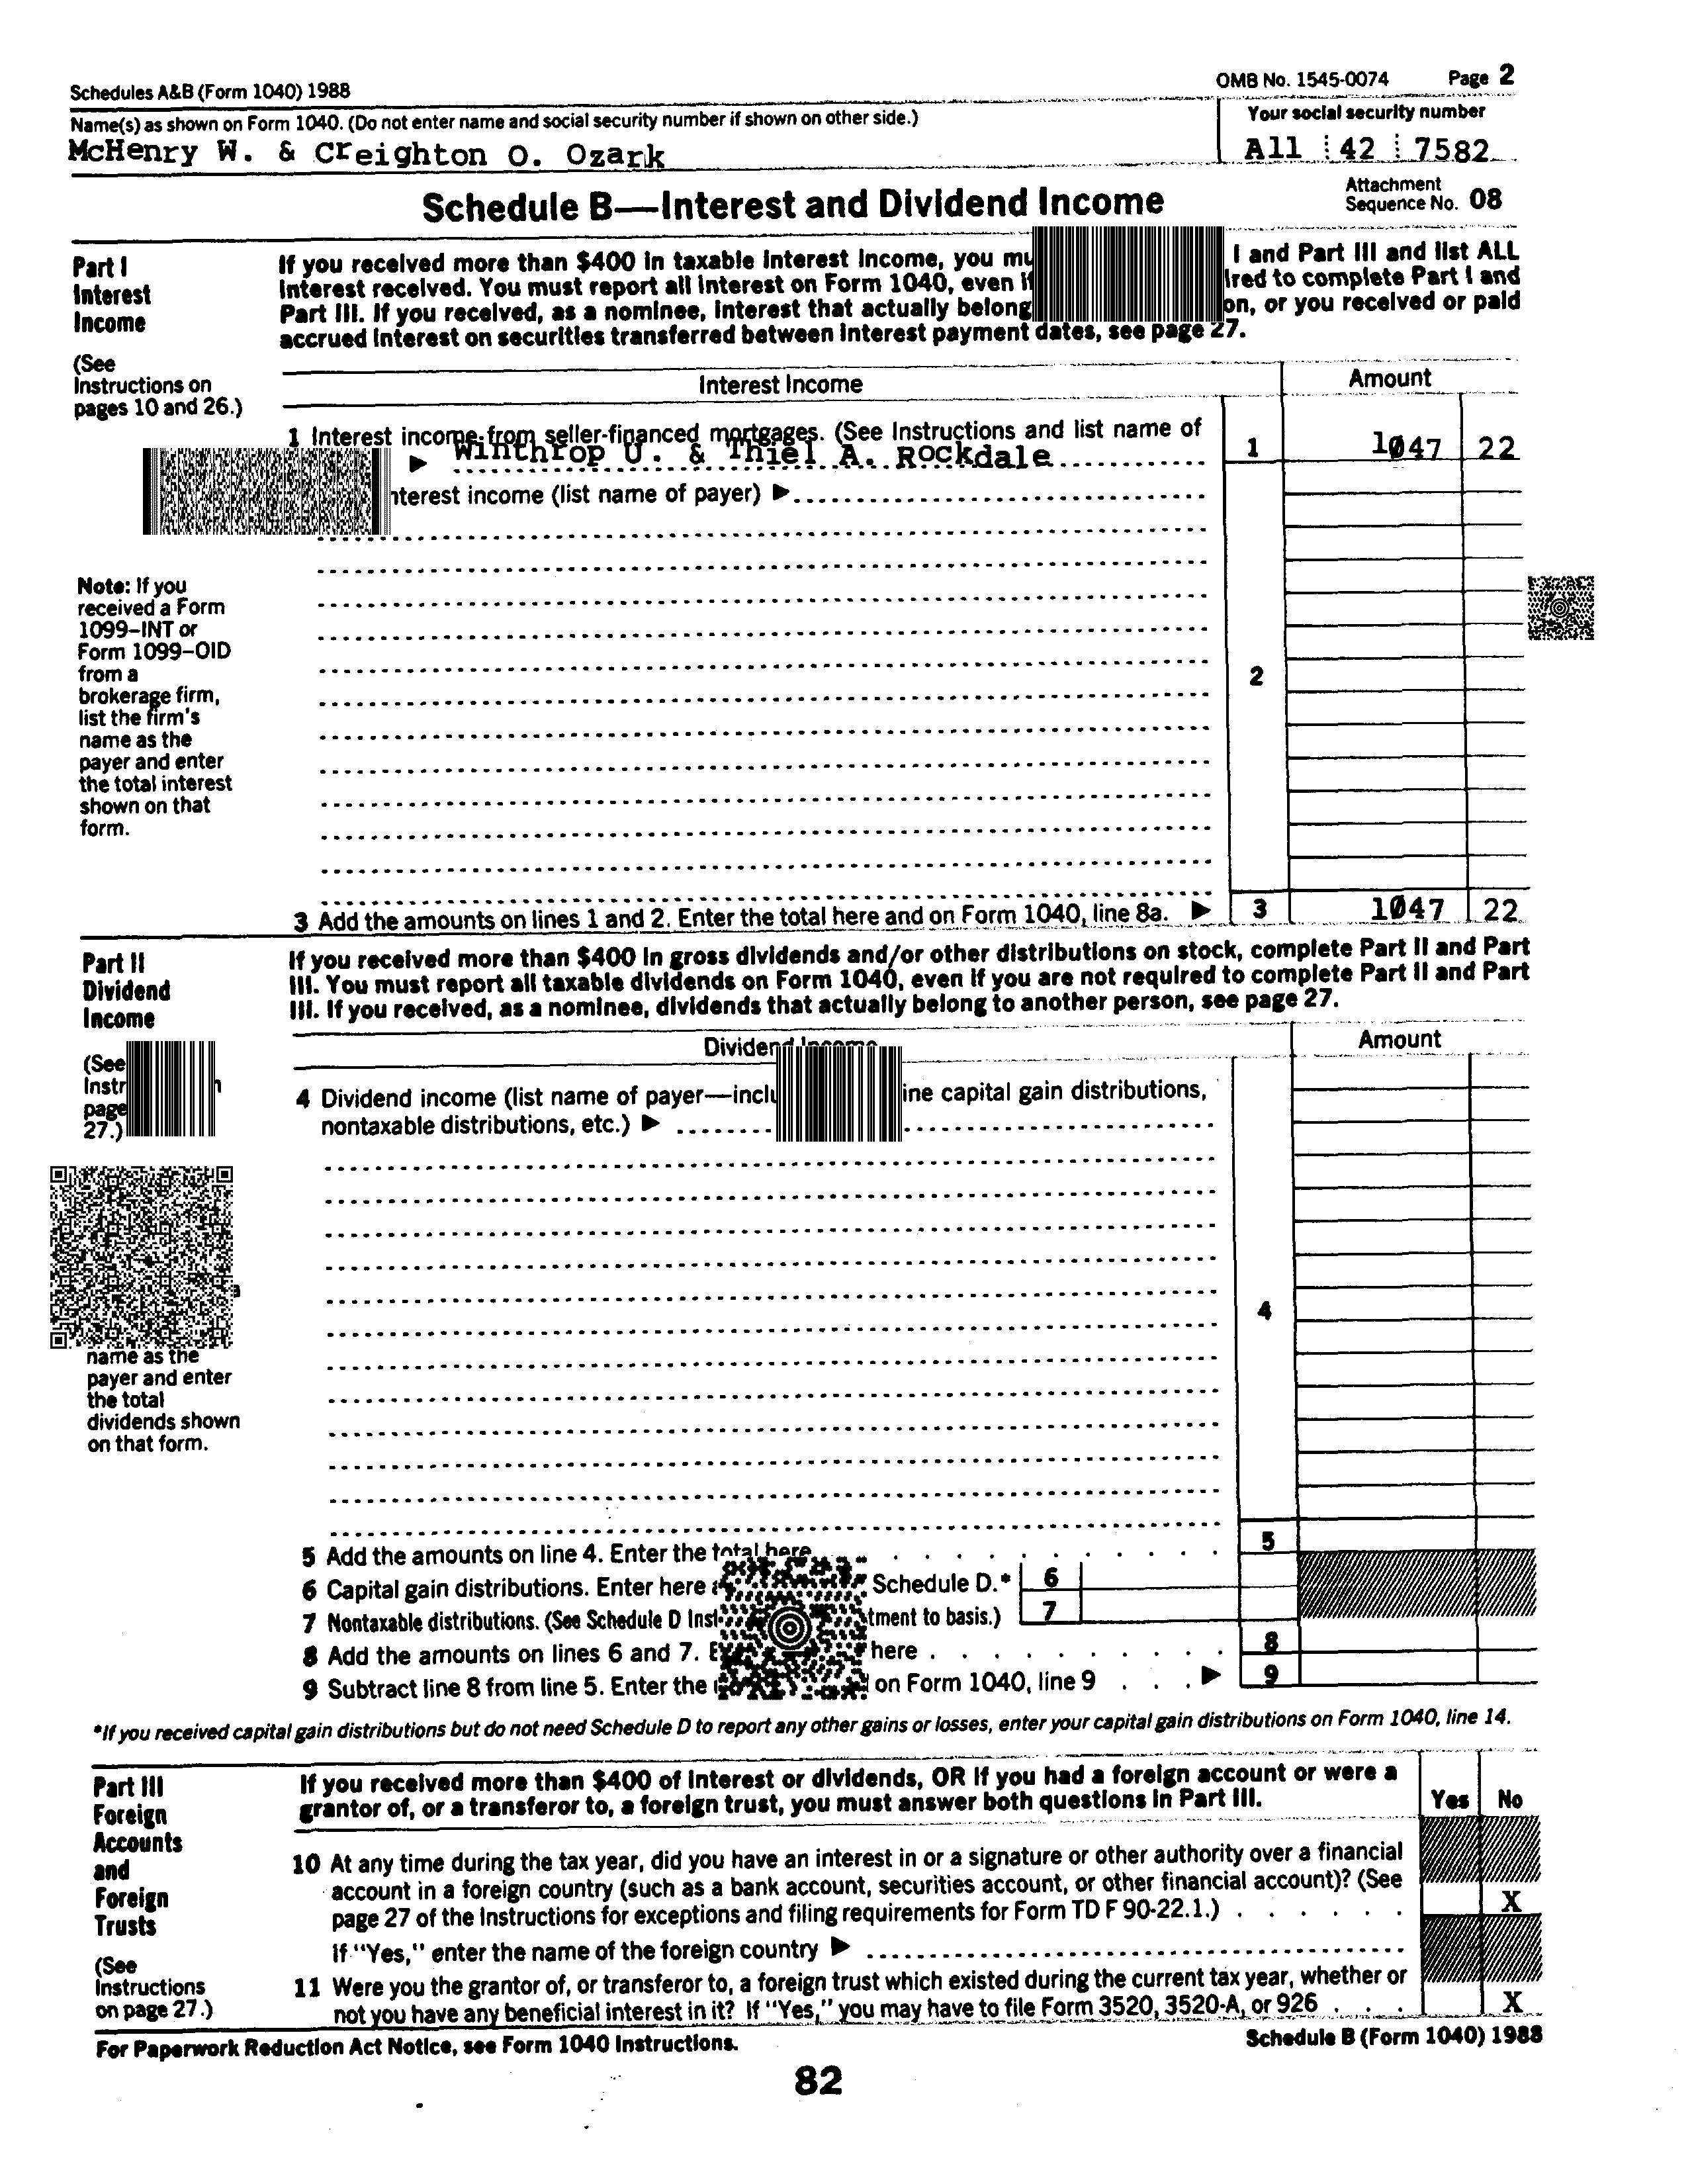 Schedules A&B (Form 1040) 1988 OMB No. 1545-0074 Page 2
Name(s) as shown on Form 1040. (Do not enter name and social security number if shown on other side.) Your social security number
McHenry W. & Creighton O. Ozark A11 42 7582
Schedule B—Interest and Dividend Income Attachment Sequence No. 08
Part I
Interest
Income
(See
Instructions on
pages 10 and 26.)
If you received more than $400 in taxable interest income, you I and Part III and list ALL
interest received. You must report all interest on Form 1040, even to complete Part I and
Part III. If you received, as a nominee, interest that actually or you received or paid
accrued interest on securities transferred between interest payment dates, see page 27.
Interest Income Amount
1 Interest income from seller-financed mortgages. (See Instructions and list name of
▶ Winthrop U. & Thiel A. Rockdale 1 1047 22
income (list name of payer) ▶
Note: If you
received a Form
1099–INT or
Form 1099–OID
from a
brokerage firm,
list the firm's
name as the
payer and enter
the total interest
shown on that
form.
2
3 Add the amounts on lines 1 and 2. Enter the total here and on Form 1040, line 8a. ▶ 3 1047 22
Part II
Dividend
Income
(See
page
27.)
If you received more than $400 in gross dividends and/or other distributions on stock, complete Part II and Part
III. You must report all taxable dividends on Form 1040, even if you are not required to complete Part II and Part
III. If you received, as a nominee, dividends that actually belong to another person, see page 27.
Dividend Income Amount
4 Dividend income (list name of payer— capital gain distributions,
nontaxable distributions, etc.) ▶
name as the
payer and enter
the total
dividends shown
on that form.
4
5 Add the amounts on line 4. Enter the total here . . . . . . . . . . 5
6 Capital gain distributions. Enter here Schedule D.* 6
7 Nontaxable distributions. (See Schedule D to basis.) 7
8 Add the amounts on lines 6 and 7. here . . . . . . . . . . 8
9 Subtract line 8 from line 5. Enter the on Form 1040, line 9 . . . ▶ 9
*If you received capital gain distributions but do not need Schedule D to report any other gains or losses, enter your capital gain distributions on Form 1040, line 14.
Part III
Foreign
Accounts
and
Foreign
Trusts
(See
Instructions
on page 27.)
If you received more than $400 of interest or dividends, OR if you had a foreign account or were a
grantor of, or a transferor to, a foreign trust, you must answer both questions in Part III. Yes No
10 At any time during the tax year, did you have an interest in or a signature or other authority over a financial
account in a foreign country (such as a bank account, securities account, or other financial account)? (See
page 27 of the Instructions for exceptions and filing requirements for Form TD F 90-22.1.) . . . . . . X
If "Yes," enter the name of the foreign country ▶
11 Were you the grantor of, or transferor to, a foreign trust which existed during the current tax year, whether or
not you have any beneficial interest in it? If "Yes," you may have to file Form 3520, 3520-A, or 926 . . . X
For Paperwork Reduction Act Notice, see Form 1040 Instructions. Schedule B (Form 1040) 1988
82